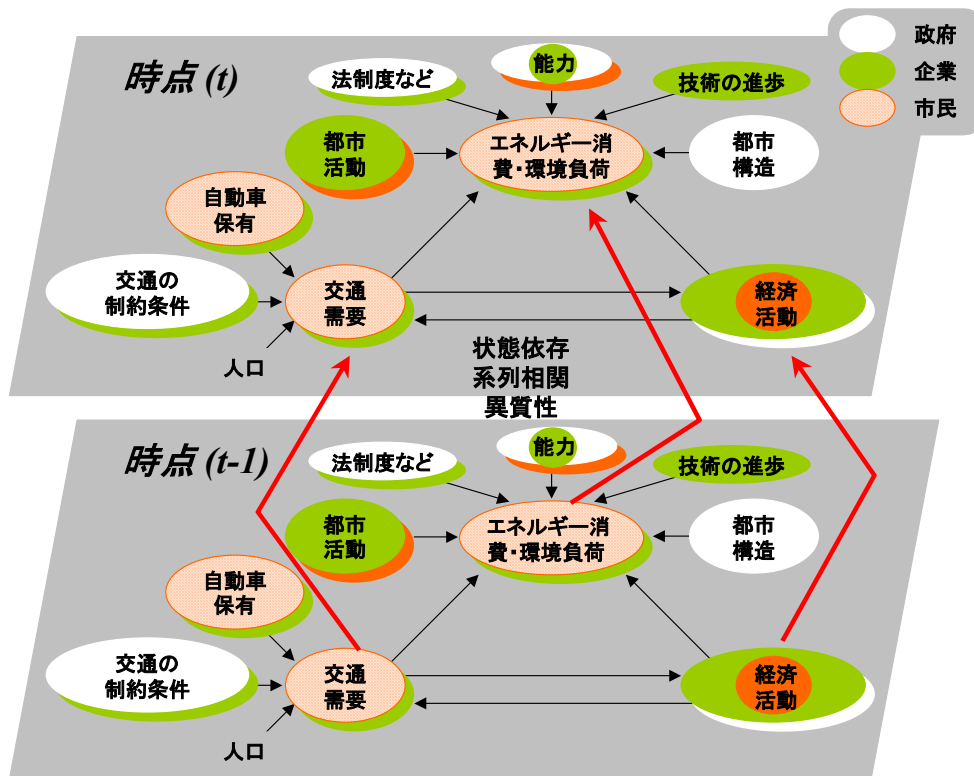 政府
企業
市民
時点 (t)
法制度など
能力
技術の進歩
都市
活動
エネルギー消
費・環境負荷
都市
構造
自動車
保有
交通の
制約条件
交通
需要
経済
活動
人口
状態依存
系列相関
異質性
時点 (t-1)
法制度など
能力
技術の進歩
都市
活動
エネルギー消
費・環境負荷
都市
構造
自動車
保有
交通の
制約条件
交通
需要
経済
活動
人口